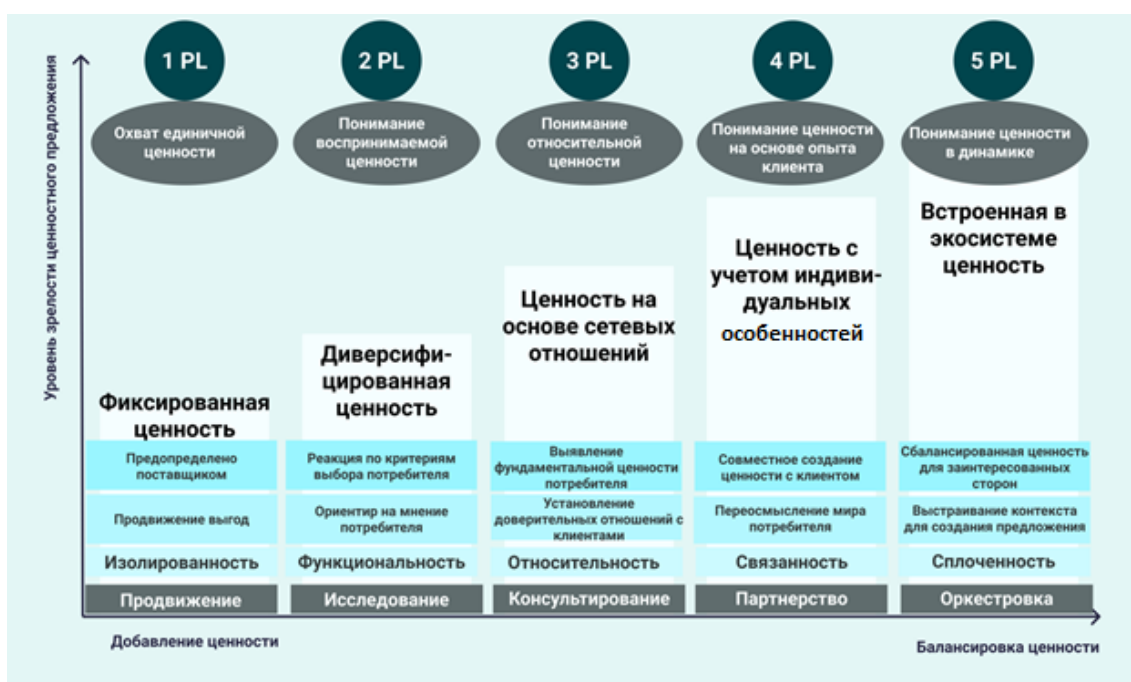 Уровень зрелости ценностного предложения
1 PL
2 PL
3 PL
4 PL
5 PL
Охват единичной
ценности
Понимание
воспринимаемой
ценности
Понимание
относительной
ценности
Понимание ценности
на основе опыта
клиента
Понимание ценности
в динамике
Фиксированная
ценность
Диверсифи-
цированная
ценность
Ценность на
основе сетевых
отношений
Ценность с
учетом индиви-
дуальных
особенностей
Встроенная в
экосистеме
ценность
Предопределено
поставщиком
Реакция по критериям
выбора потребителя
Выявление
фундаментальной ценности
потребителя
Совместное создание
ценности с клиентом
Сбалансированная ценность
для заинтересованных
сторон
Продвижение выгод
Ориентир на мнение
потребителя
Установление
доверительных отношений с
клиентами
Переосмысление мира
потребителя
Выстраивание контекста
для создания предложения
Изолированность
Функциональность
Относительность
Связанность
Сплоченность
Продвижение
Исследование
Консультирование
Партнерство
Оркестровка
Добавление ценности
Балансировка ценности